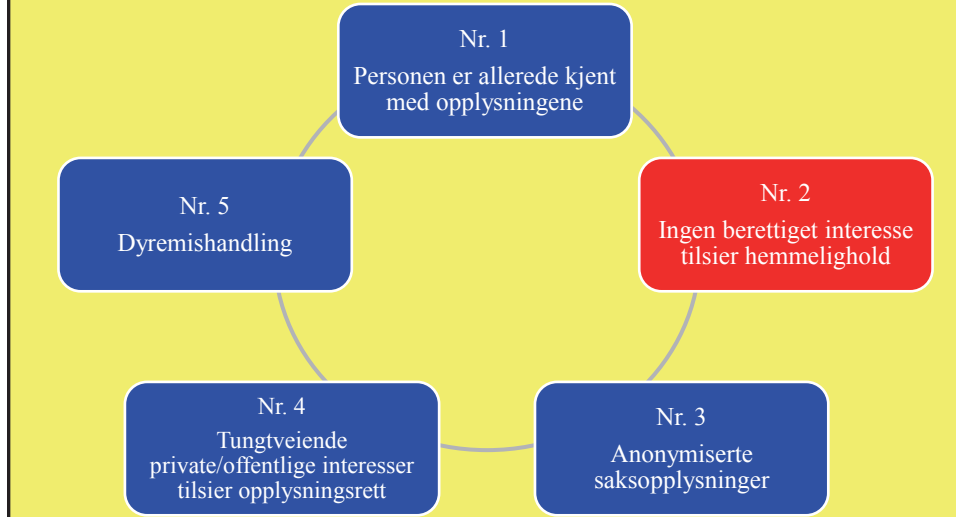 Nr. 1
Personen er allerede kjent
med opplysningene
Nr. 2
Ingen berettiget interesse
tilsier hemmelighold
Nr. 3
Anonymiserte
saksopplysninger
Nr. 4
Tungtveiende
private/offentlige interesser
tilsier opplysningsrett
Nr. 5
Dyremishandling